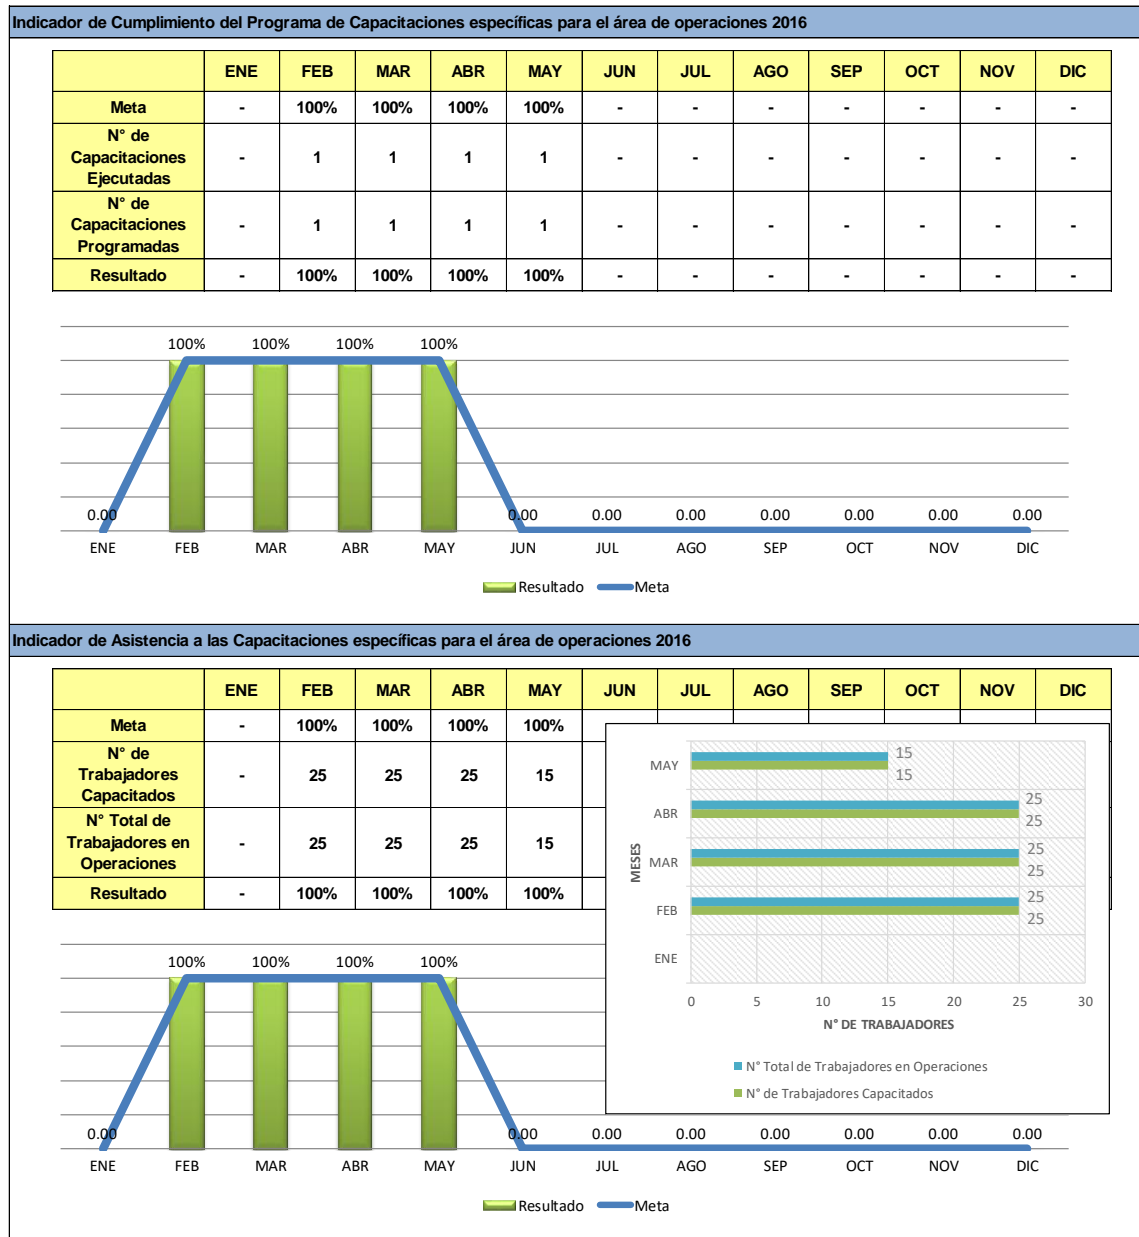 Indicador de Cumplimiento del Programa de Capacitaciones específicas para el área de operaciones 2016
ENE FEB MAR ABR MAY JUN JUL AGO SEP OCT NOV DIC
Meta - 100% 100% 100% 100% - - - - - - -
N° de
Capacitaciones
Ejecutadas
- 1 1 1 1 - - - - - - -
N° de
Capacitaciones
Programadas
- 1 1 1 1 - - - - - - -
Resultado - 100% 100% 100% 100% - - - - - - -
100% 100% 100% 100%
0.00 0.00 0.00 0.00 0.00 0.00 0.00 0.00
ENE FEB MAR ABR MAY JUN JUL AGO SEP OCT NOV DIC
Resultado Meta
Indicador de Asistencia a las Capacitaciones específicas para el área de operaciones 2016
ENE FEB MAR ABR MAY JUN JUL AGO SEP OCT NOV DIC
Meta - 100% 100% 100% 100%
N° de
Trabajadores
Capacitados
- 25 25 25 15
N° Total de
Trabajadores en
Operaciones
- 25 25 25 15
Resultado - 100% 100% 100% 100%
MESES
MAY 15
15
ABR 25
25
MAR 25
25
FEB 25
25
ENE
0 5 10 15 20 25 30
N° DE TRABAJADORES
N° Total de Trabajadores en Operaciones
N° de Trabajadores Capacitados
100% 100% 100% 100%
0.00 0.00 0.00 0.00 0.00 0.00 0.00 0.00
ENE FEB MAR ABR MAY JUN JUL AGO SEP OCT NOV DIC
Resultado Meta